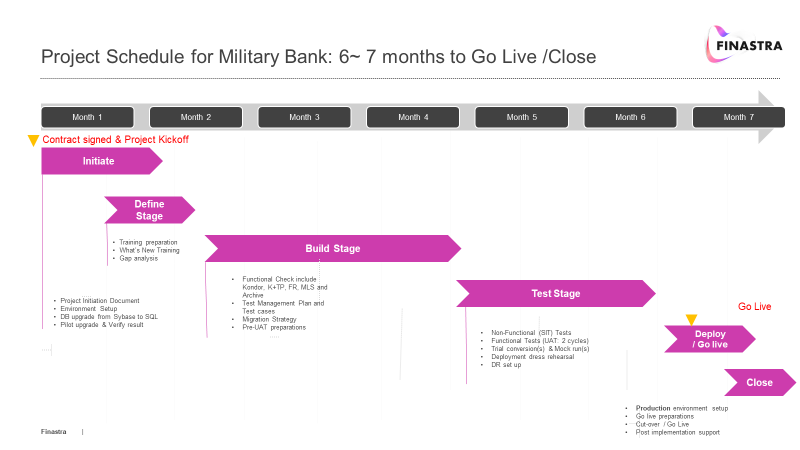 Project Schedule for Military Bank: 6~ 7 months to Go Live /Close
FINASTRA
Month 1
Month 2
Month 3
Month 4
Month 5
Month 6
Month 7
Contract signed & Project Kickoff
Initiate
Define
Stage
• Training preparation
• What's New Training
• Gap analysis
Build Stage
• Functional Check include
Kondor, K+TP, FR, MLS and
Archive
• Test Management Plan and
Test cases
• Migration Strategy
• Pre-UAT preparations
• Project Initiation Document
• Environment Setup
• DB upgrade from Sybase to SQL
• Pilot upgrade & Verify result
Test Stage
• Non-Functional (SIT) Tests
• Functional Tests (UAT: 2 cycles)
• Trial conversion(s) & Mock run(s)
• Deployment dress rehearsal
• DR set up
Go Live
Deploy
/ Go live
Close
• Production environment setup
• Go live preparations
• Cut-over / Go Live
• Post implementation support
Finastra |